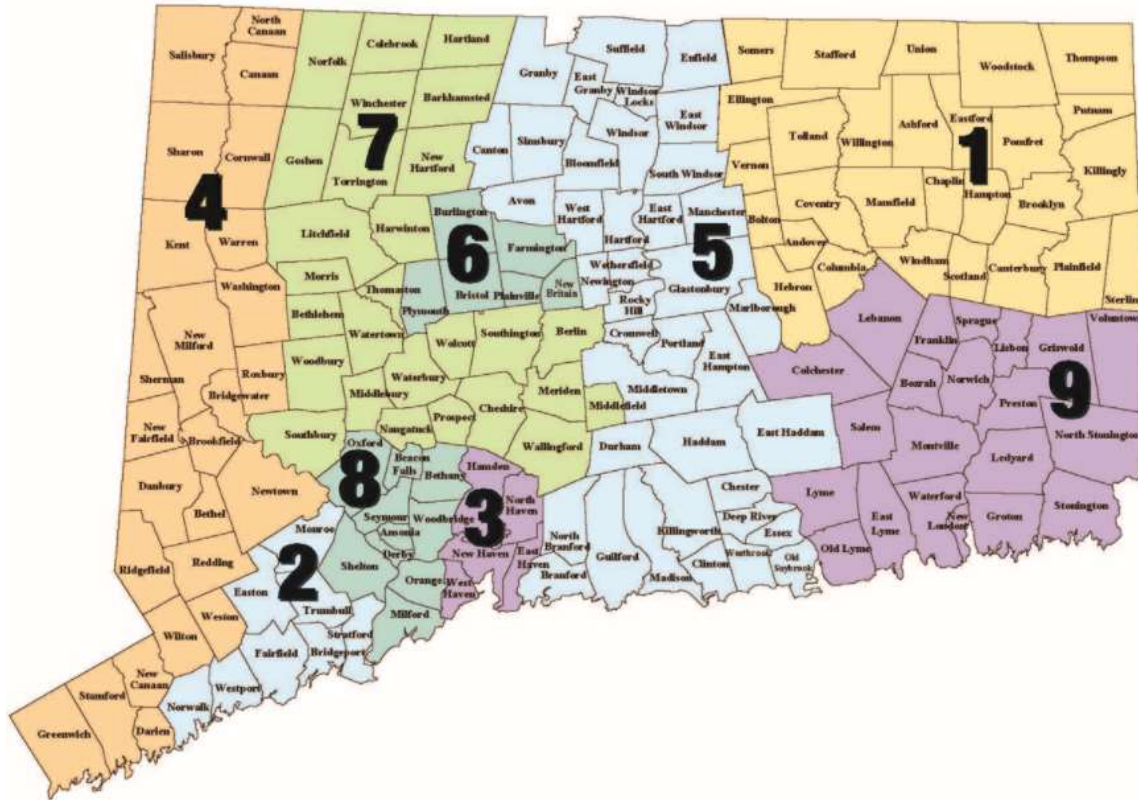 North Canaan
Salisbury
Canaan
Norfolk
Colebrook
Hartland
Winchester
Barkhamsted
7
Sharon
Cornwall
4
Goshen
Torrington
New Hartford
Kent
Warren
Litchfield
Harwinton
Washington
Morris
Thomaston
Bethlehem
Watertown
New Milford
Woodbury
Sherman
Roxbury
Bridgewater
Middlebury
Waterbury
Wolcott
Southington
Berlin
Meriden
Middlefield
Cheshire
Prospect
Naugatuck
Wallingford
Southbury
New Fairfield
Brookfield
Danbury
Bethel
Newtown
Ridgefield
Redding
Wilton
Weston
New Canaan
Stamford
Greenwich
Darien
Burlington
6
Farmington
Bristol
Plainville
New Britain
Plymouth
Suffield
Enfield
Granby
East Granby
Windsor Locks
East Windsor
Windsor
Canton
Simsbury
Bloomfield
South Windsor
Avon
West Hartford
Hartford
East Hartford
Manchester
5
Wethersfield
Newington
Glastonbury
Rocky Hill
Marlborough
Cromwell
Portland
East Hampton
Middletown
Durham
Haddam
East Haddam
Chester
Deep River
Essex
Killingworth
North Branford
Guilford
Branford
Madison
Clinton
Westbrook
Old Saybrook
Somers
Stafford
Union
Woodstock
Thompson
Ellington
Tolland
Willington
Ashford
Eastford
1
Pomfret
Putnam
Killingly
Vernon
Coventry
Mansfield
Chaplin
Hampton
Brooklyn
Bolton
Andover
Columbia
Hebron
Windham
Scotland
Canterbury
Plainfield
Sterling
Lebanon
Franklin
Sprague
Lisbon
Griswold
Voluntown
Colchester
Bozrah
Norwich
Preston
9
North Stonington
Salem
Montville
Ledyard
Lyme
East Lyme
Waterford
New London
Groton
Stonington
Old Lyme
Oxford
Beacon Falls
Bethany
8
Seymour
Woodbridge
Ansonia
Derby
Shelton
Orange
Milford
Hamden
3
North Haven
New Haven
East Haven
West Haven
Monroe
2
Easton
Trumbull
Stratford
Fairfield
Bridgeport
Westport
Norwalk